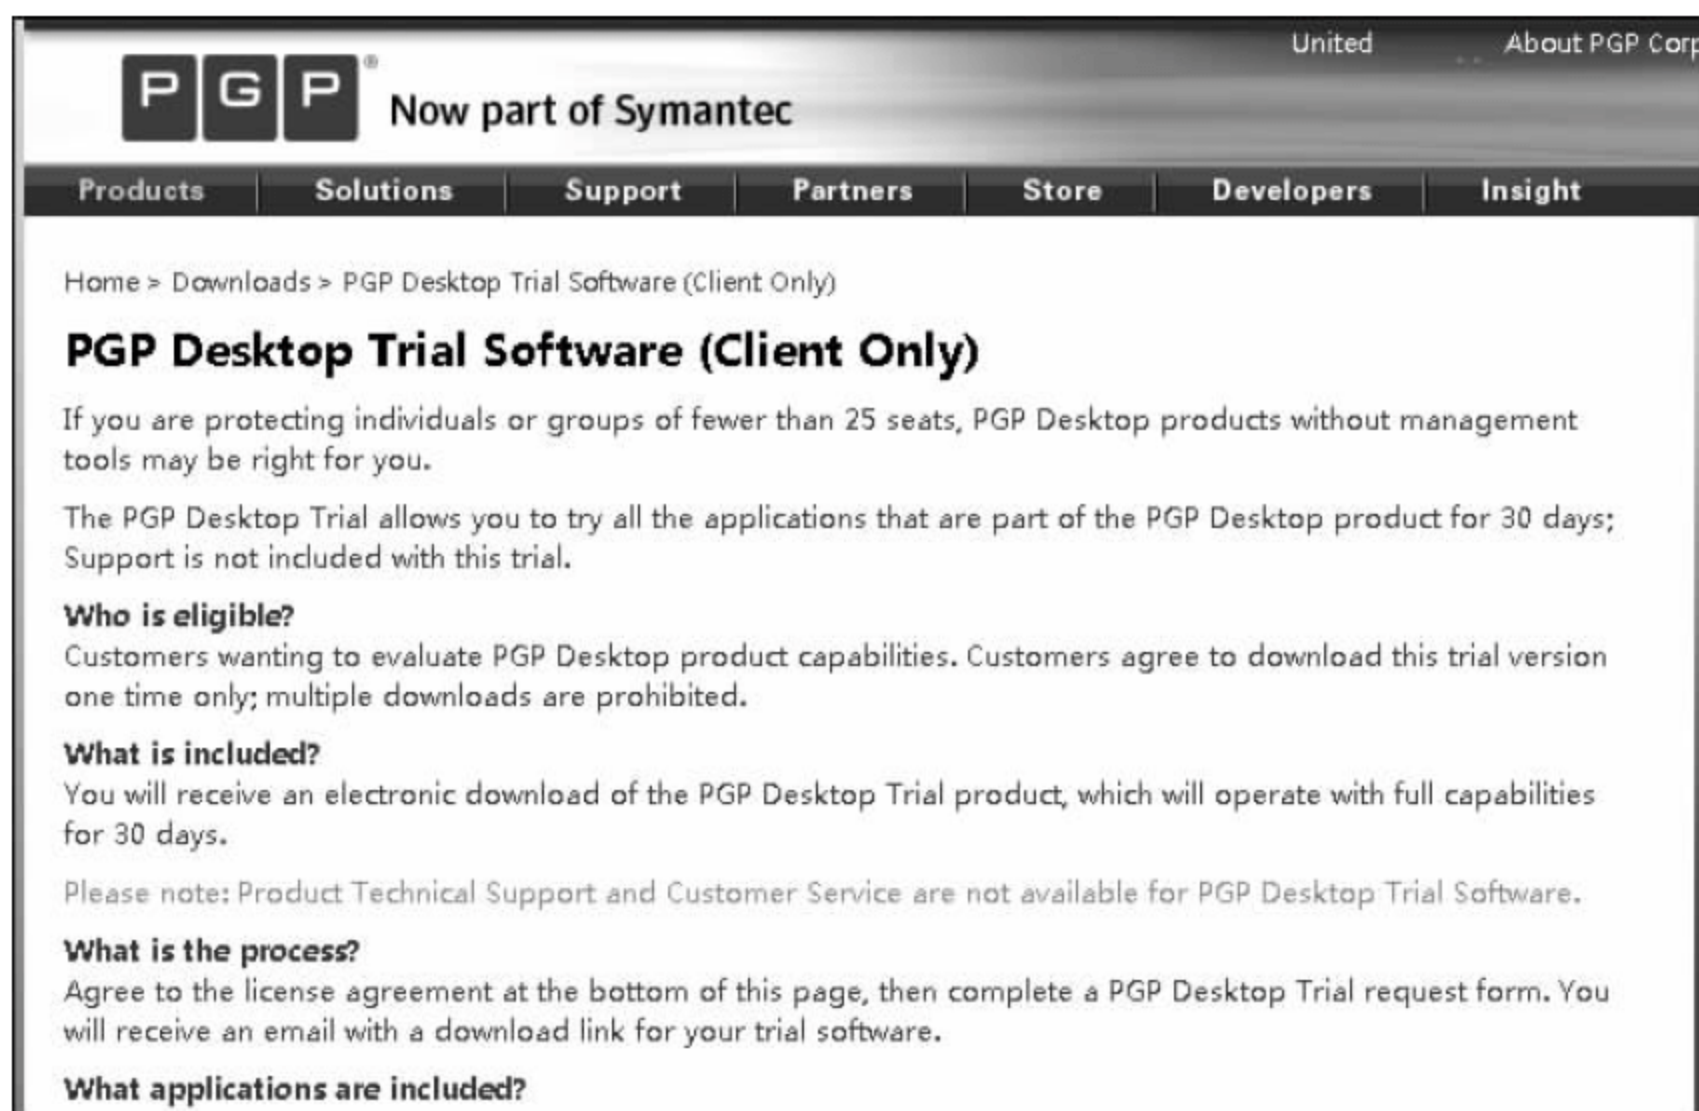 United About PGP Corp
PGP® Now part of Symantec
Products Solutions Support Partners Store Developers Insight
Home > Downloads > PGP Desktop Trial Software (Client Only)
PGP Desktop Trial Software (Client Only)
If you are protecting individuals or groups of fewer than 25 seats, PGP Desktop products without management
tools may be right for you.
The PGP Desktop Trial allows you to try all the applications that are part of the PGP Desktop product for 30 days;
Support is not included with this trial.
Who is eligible?
Customers wanting to evaluate PGP Desktop product capabilities. Customers agree to download this trial version
one time only; multiple downloads are prohibited.
What is included?
You will receive an electronic download of the PGP Desktop Trial product, which will operate with full capabilities
for 30 days.
Please note: Product Technical Support and Customer Service are not available for PGP Desktop Trial Software.
What is the process?
Agree to the license agreement at the bottom of this page, then complete a PGP Desktop Trial request form. You
will receive an email with a download link for your trial software.
What applications are included?